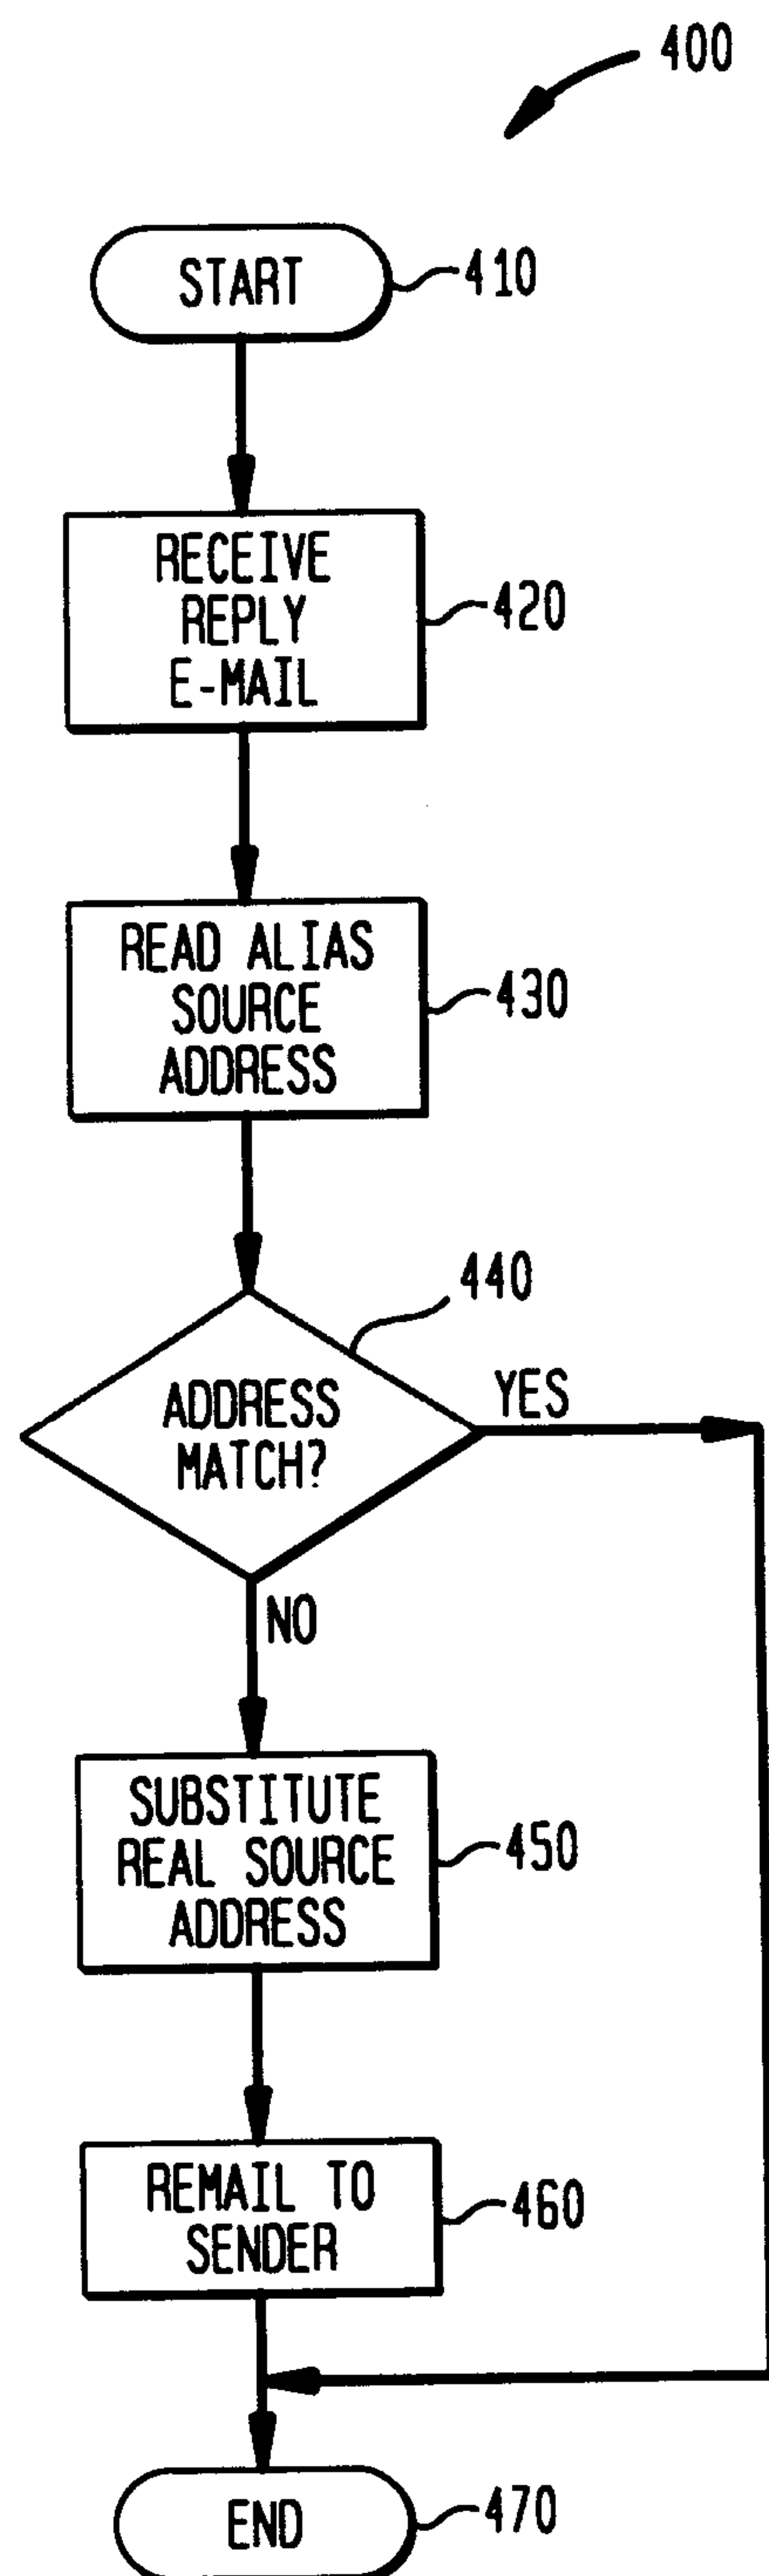 400
START
410
RECEIVE
REPLY
E-MAIL
420
READ ALIAS
SOURCE
ADDRESS
430
440
ADDRESS
MATCH?
YES
NO
SUBSTITUTE
REAL SOURCE
ADDRESS
450
REMAIL TO
SENDER
460
END
470